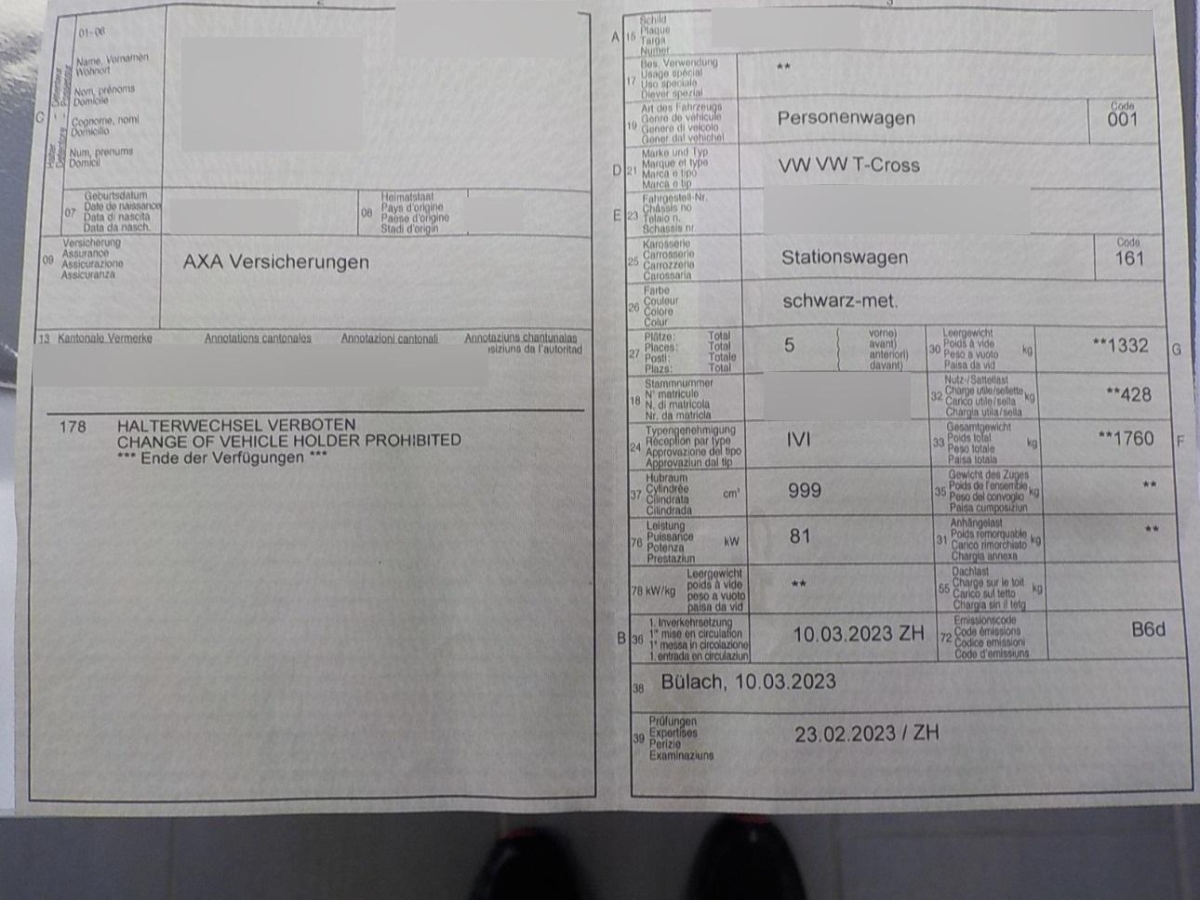 01-06
Name, Vornamen
Wohnort
Nom, prénoms
Domicile
Cognome, nomi
Domicilio
Num, prenums
Domicil
C
07
Geburtsdatum
Date de naissance
Data di nascita
Data da nasch.
08
Heimatstaat
Pays d'origine
Paese d'origine
Stadi d'origin
09
Versicherung
Assurance
Assicurazione
Assicuranza
AXA Versicherungen
13 Kantonale Vermerke Annotations cantonales Annotazioni cantonali Annotaziuns chantunalas
178 HALTERWECHSEL VERBOTEN
CHANGE OF VEHICLE HOLDER PROHIBITED
*** Ende der Verfügungen ***
A 15
Schild
Plaque
Targa
Numer
17
Bes. Verwendung
Usage spécial
Uso speciale
Diever spezial
**
19
Art des Fahrzeugs
Genre de véhicule
Genere di veicolo
Gener dal vehichel
Personenwagen
Code
001
D 21
Marke und Typ
Marque et type
Marca e tipo
Marca e tip
VW VW T-Cross
E 23
Fahrgestell-Nr.
Châssis no
Telaio n.
Schassis nr.
25
Karosserie
Carrosserie
Carrozzeria
Carossaria
Stationswagen
Code
161
26
Farbe
Couleur
Colore
Colur
schwarz-met.
27
Plätze: Total
Places: Total
Posti: Totale
Plazs: Total
5
vorne)
avant)
anteriori)
davant)
30
Leergewicht
Poids à vide
Peso a vuoto
Paisa da vid
kg
**1332
G
18
Stammnummer
N° matricule
N. di matricola
Nr. da matricla
32
Nutz-/Sattellast
Charge utile/sellette
Carico utile/sella
Chargia utila/sella
kg
**428
24
Typengenehmigung
Réception par type
Approvazione del tipo
Approvaziun dal tip
IVI
33
Gesamtgewicht
Poids total
Peso totale
Paisa totala
kg
**1760
F
37
Hubraum
Cylindrée
Cilindrata
Cilindrada
cm³
999
35
Gewicht des Zuges
Poids de l'ensemble
Peso del convoglio
Paisa cumposiziun
kg
**
76
Leistung
Puissance
Potenza
Prestaziun
kW
81
31
Anhängelast
Poids remorquable
Carico rimorchiato
Chargia annexa
kg
**
78 kW/kg
Leergewicht
poids à vide
peso a vuoto
paisa da vid
**
55
Dachlast
Charge sur le toit
Carico sul tetto
Chargia sin il tetg
kg
B 36
1. Inverkehrsetzung
1re mise en circulation
1a messa in circolazione
1. entrada en circulaziun
10.03.2023 ZH
72
Emissionscode
Code émissions
Codice emissioni
Code d'emissiuns
B6d
38 Bülach, 10.03.2023
39
Prüfungen
Expertises
Perizie
Examinaziuns
23.02.2023 / ZH